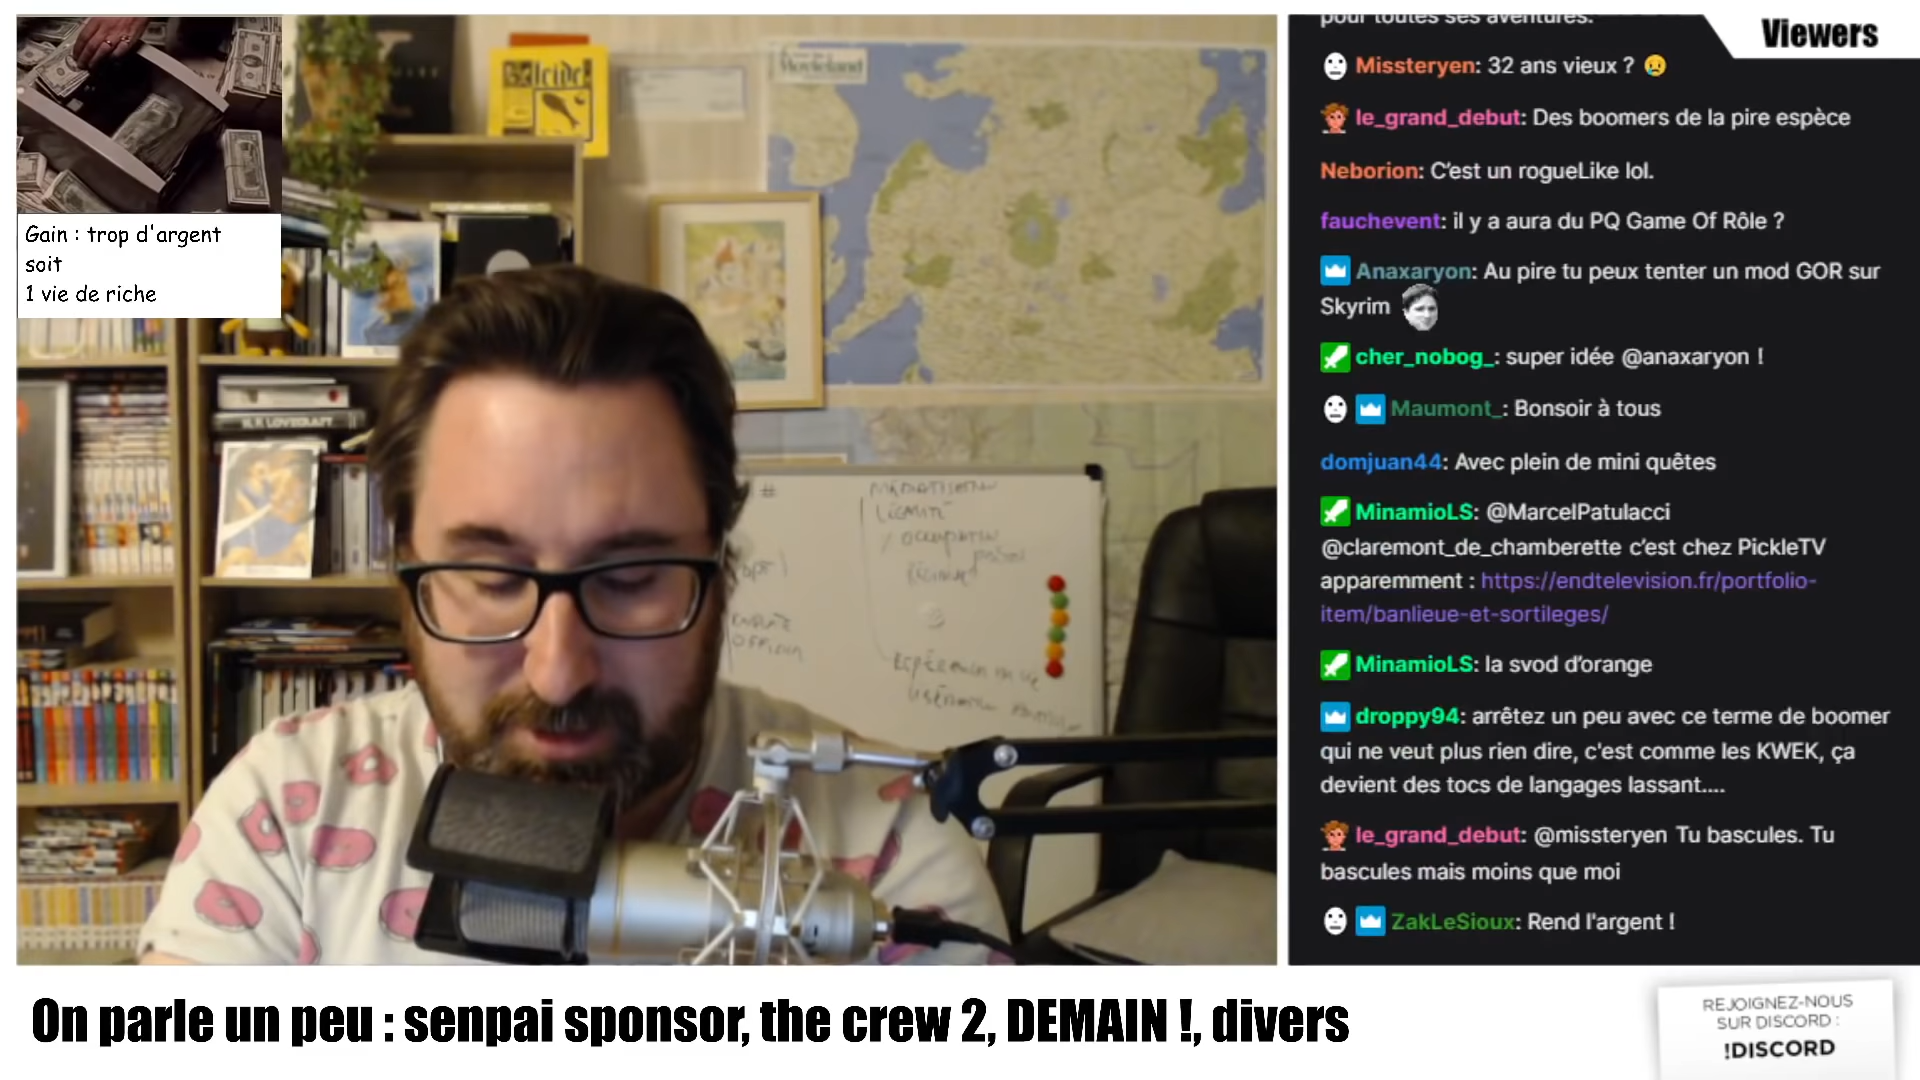 Gain : trop d'argent
soit
1 vie de riche
H.P. LOVECRAFT
pour toutes ses aventures.
Viewers
Missteryen: 32 ans vieux ? 😢
le_grand_debut: Des boomers de la pire espèce
Neborion: C'est un rogueLike lol.
fauchevent: il y aura du PQ Game Of Rôle ?
Anaxaryon: Au pire tu peux tenter un mod GOR sur
Skyrim
cher_nobog_: super idée @anaxaryon !
Maumont_: Bonsoir à tous
domjuan44: Avec plein de mini quêtes
MinamioLS: @MarcelPatulacci
@claremont_de_chamberette c'est chez PickleTV
apparemment : https://endtelevision.fr/portfolio-
item/banlieue-et-sortileges/
MinamioLS: la svod d'orange
droppy94: arrêtez un peu avec ce terme de boomer
qui ne veut plus rien dire, c'est comme les KWEK, ça
devient des tocs de langages lassant....
le_grand_debut: @missteryen Tu bascules. Tu
bascules mais moins que moi
ZakLeSioux: Rend l'argent !
On parle un peu : senpai sponsor, the crew 2, DEMAIN !, divers
REJOIGNEZ-NOUS
SUR DISCORD :
!DISCORD